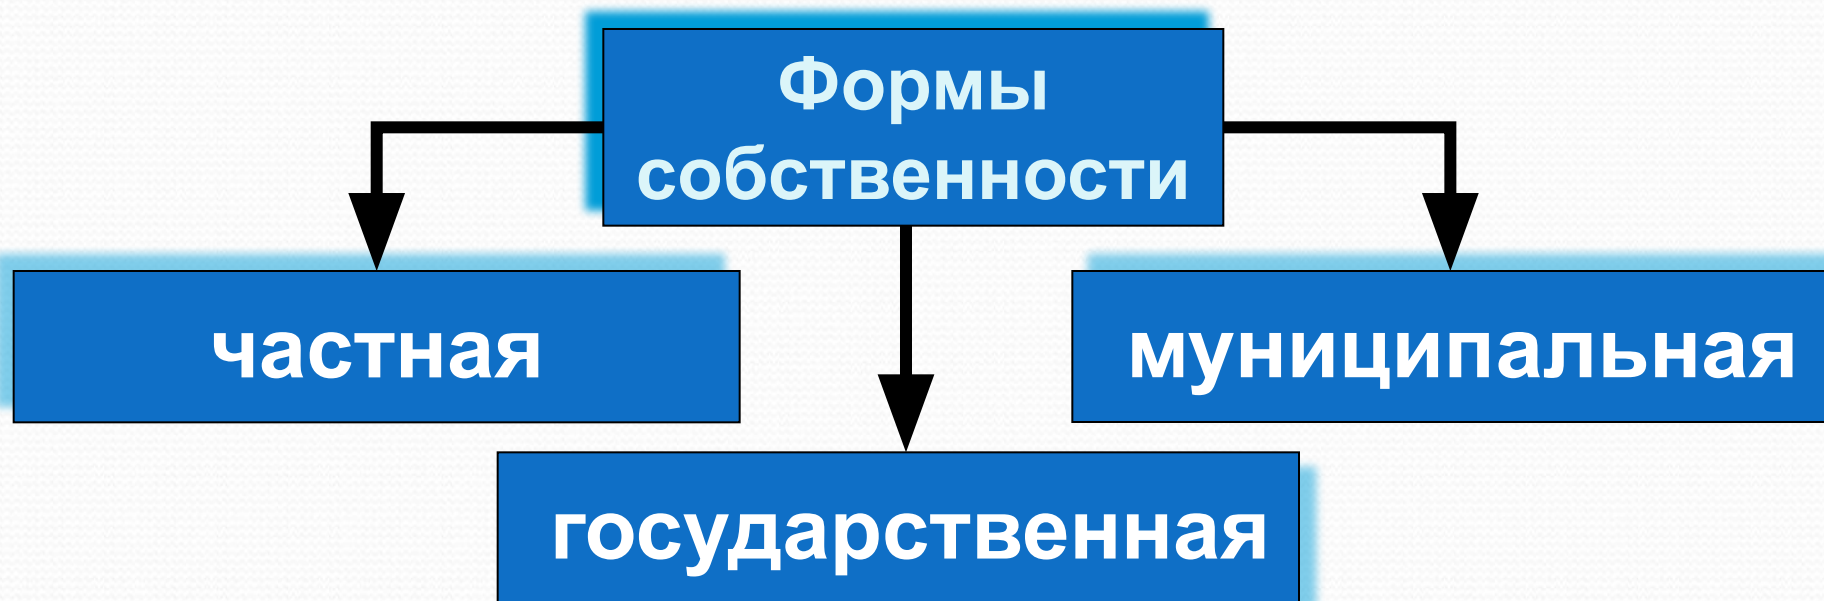 Формы
собственности
частная
муниципальная
государственная